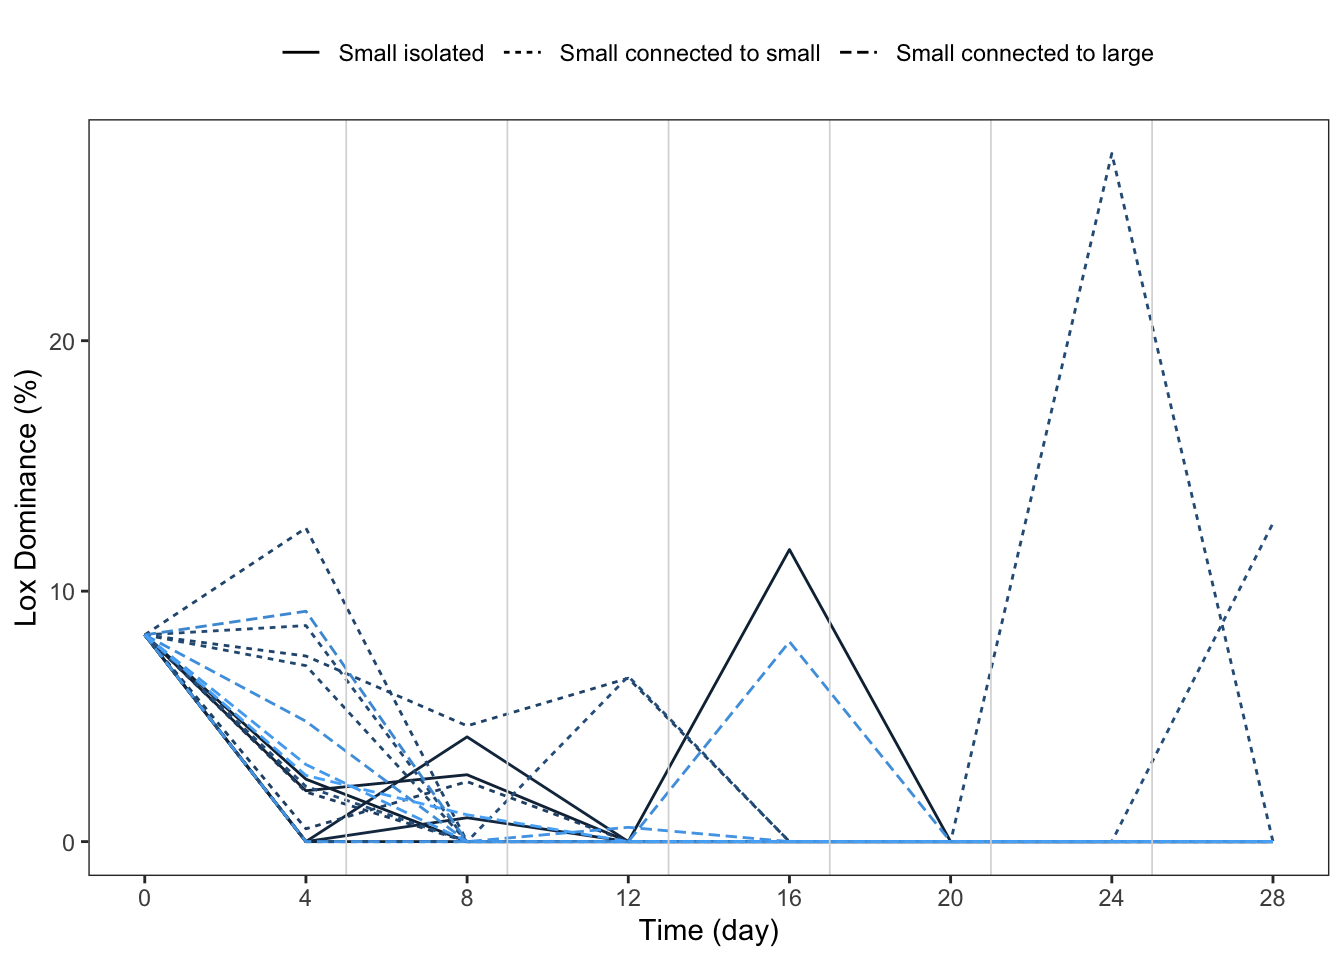 Small isolated Small connected to small Small connected to large
Lox Dominance (%)
20
10
0
0 4 8 12 16 20 24 28
Time (day)